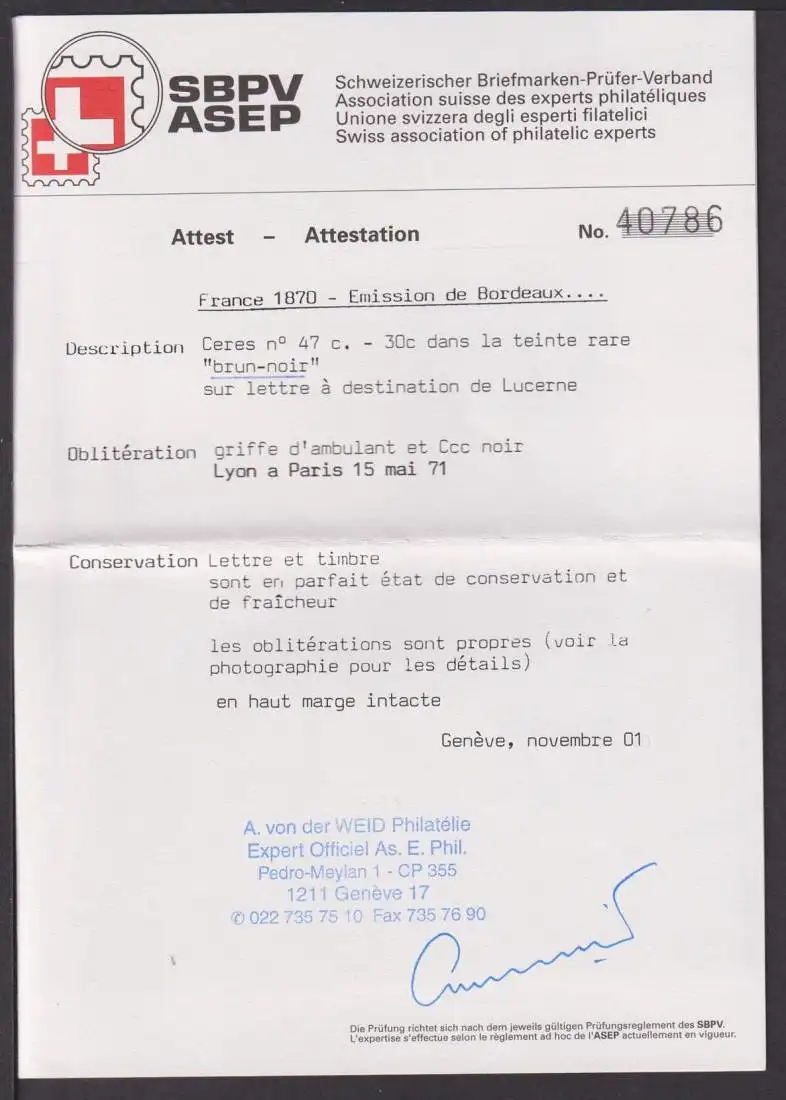 SBPV
ASEP
Schweizerischer Briefmarken-Prüfer-Verband
Association suisse des experts philatéliques
Unione svizzera degli esperti filatelici
Swiss association of philatelic experts
Attest – Attestation No. 40786
France 1870 - Emission de Bordeaux....
Description Ceres nº 47 c. - 30c dans la teinte rare
"brun-noir"
sur lettre à destination de Lucerne
Oblitération griffe d'ambulant et Ccc noir
Lyon a Paris 15 mai 71
Conservation Lettre et timbre
sont en parfait état de conservation et
de fraîcheur
les oblitérations sont propres (voir la
photographie pour les détails)
en haut marge intacte
Genève, novembre 01
A. von der WEID Philatélie
Expert Officiel As. E. Phil.
Pedro-Meylan 1 - CP 355
1211 Genève 17
✆ 022 735 75 10 Fax 735 76 90
Die Prüfung richtet sich nach dem jeweils gültigen Prüfungsreglement des SBPV.
L'expertise s'effectue selon le règlement ad hoc de l'ASEP actuellement en vigueur.